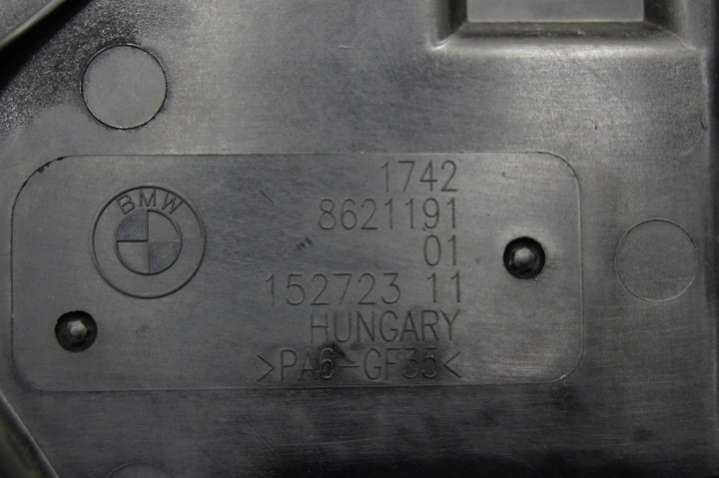 BMW
1742
8621191
01
152723 11
HUNGARY
>PA6-GF35<